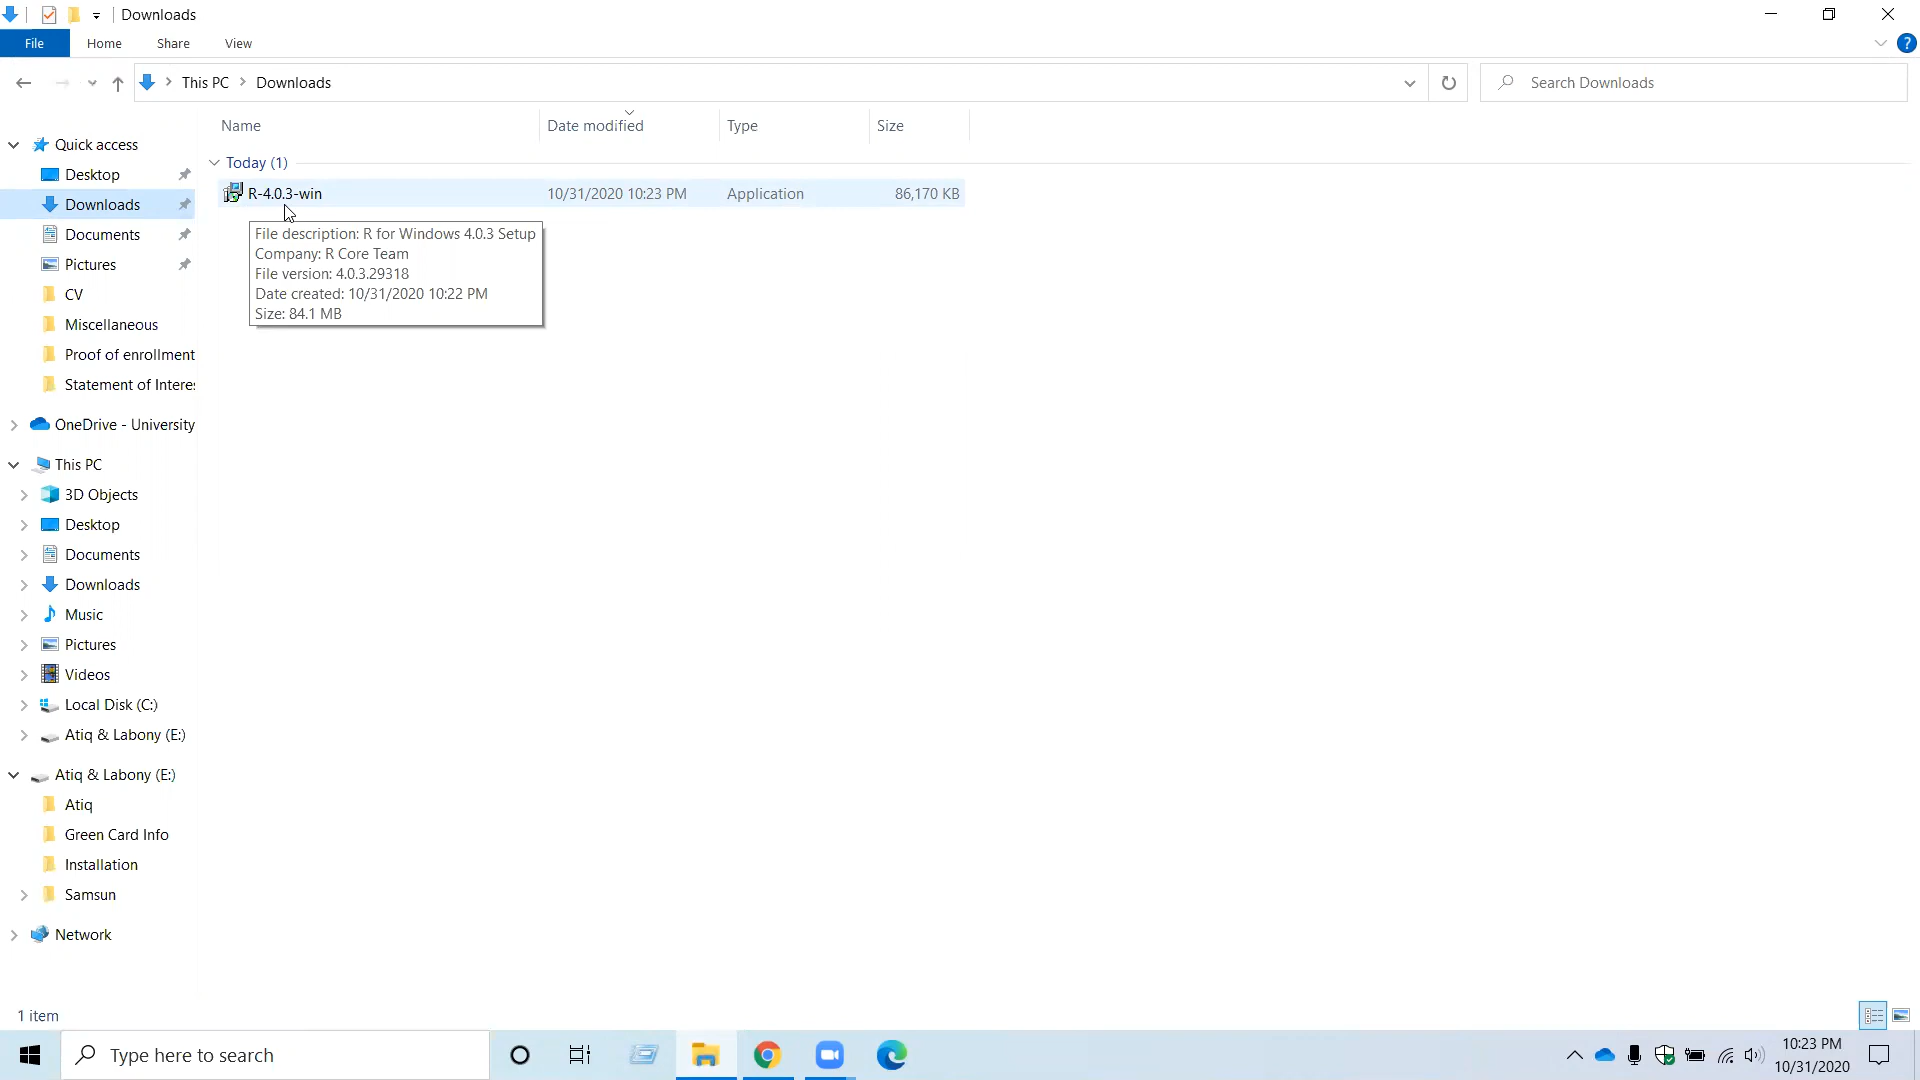 Downloads
File Home Share View
?
This PC Downloads
Search Downloads
Name Date modified Type Size
Quick access
Desktop
Downloads
Documents
Pictures
CV
Miscellaneous
Proof of enrollment
Statement of Interes
OneDrive - University
This PC
3D Objects
Desktop
Documents
Downloads
Music
Pictures
Videos
Local Disk (C:)
Atiq & Labony (E:)
Atiq & Labony (E:)
Atiq
Green Card Info
Installation
Samsun
Network
Today (1)
R-4.0.3-win 10/31/2020 10:23 PM Application 86,170 KB
File description: R for Windows 4.0.3 Setup
Company: R Core Team
File version: 4.0.3.29318
Date created: 10/31/2020 10:22 PM
Size: 84.1 MB
1 item
Type here to search
10:23 PM
10/31/2020